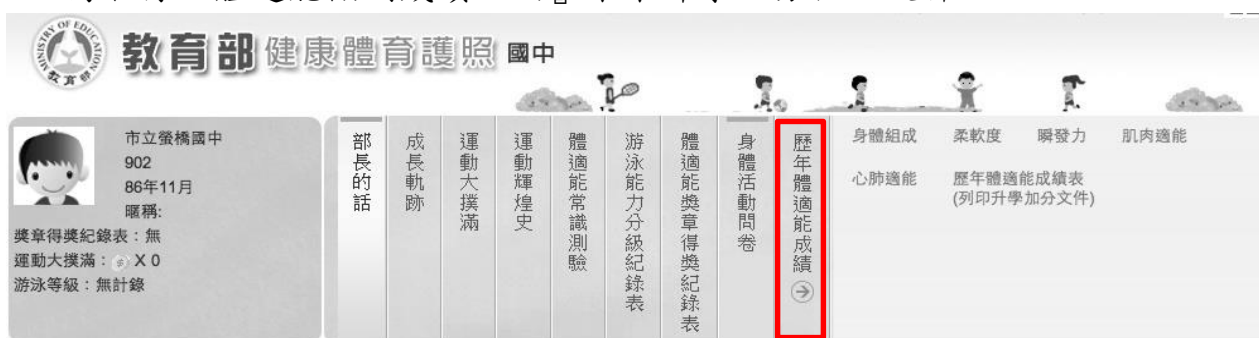 MINISTRY OF EDUCATION
教育部
教育部健康體育護照 國中
市立螢橋國中
902
86年11月
暱稱:
獎章得獎紀錄表：無
運動大撲滿： $ X 0
游泳等級：無計錄
部長的話
成長軌跡
運動大撲滿
運動輝煌史
體適能常識測驗
游泳能力分級紀錄表
體適能獎章得獎紀錄表
身體活動問卷
歷年體適能成績
身體組成 柔軟度 瞬發力 肌肉適能
心肺適能 歷年體適能成績表
(列印升學加分文件)